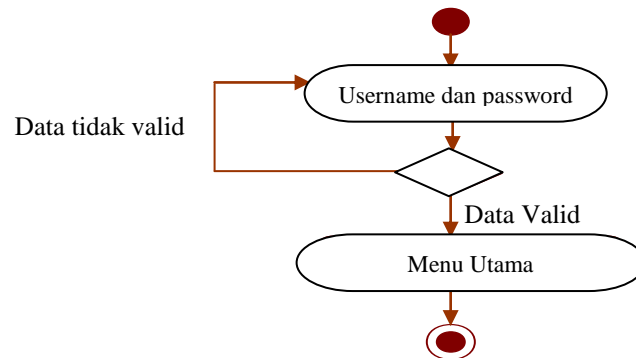 Username dan password
Data tidak valid
Data Valid
Menu Utama